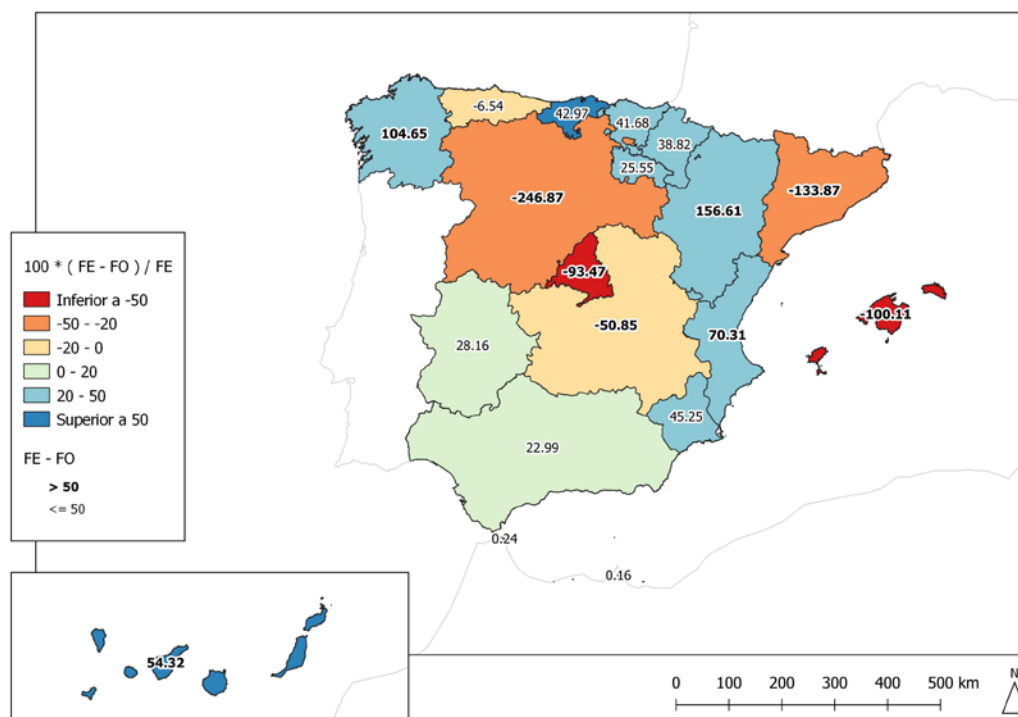 -6.54
42.97
41.68
104.65
38.82
25.55
-246.87
-133.87
156.61
100 * ( FE - FO ) / FE
Inferior a -50
-50 - -20
-20 - 0
0 - 20
20 - 50
Superior a 50
FE - FO
> 50
<= 50
-93.47
-100.11
-50.85
70.31
28.16
45.25
22.99
0.24
0.16
54.32
N
0 100 200 300 400 500 km